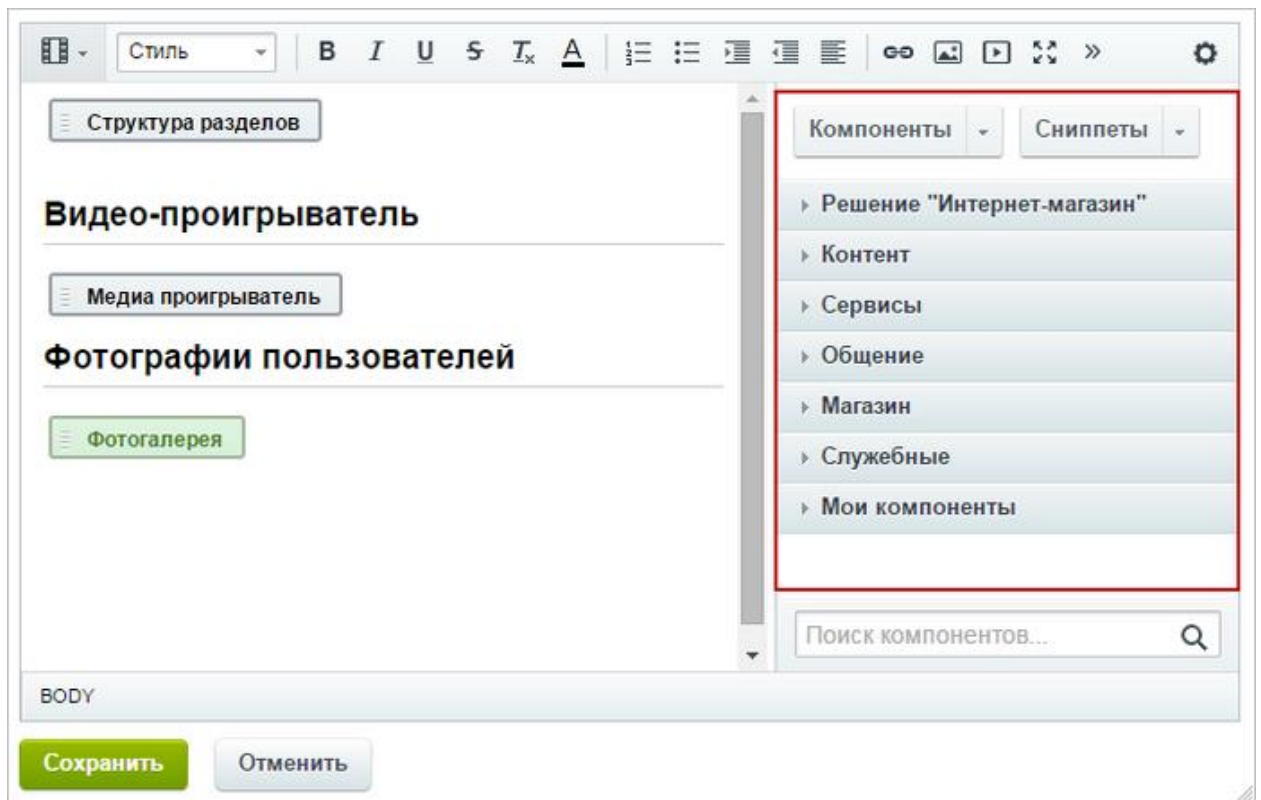 Стиль B I U S Tx A
Структура разделов
Видео-проигрыватель
Медиа проигрыватель
Фотографии пользователей
Фотогалерея
Компоненты Сниппеты
Решение "Интернет-магазин"
Контент
Сервисы
Общение
Магазин
Служебные
Мои компоненты
Поиск компонентов...
BODY
Сохранить Отменить